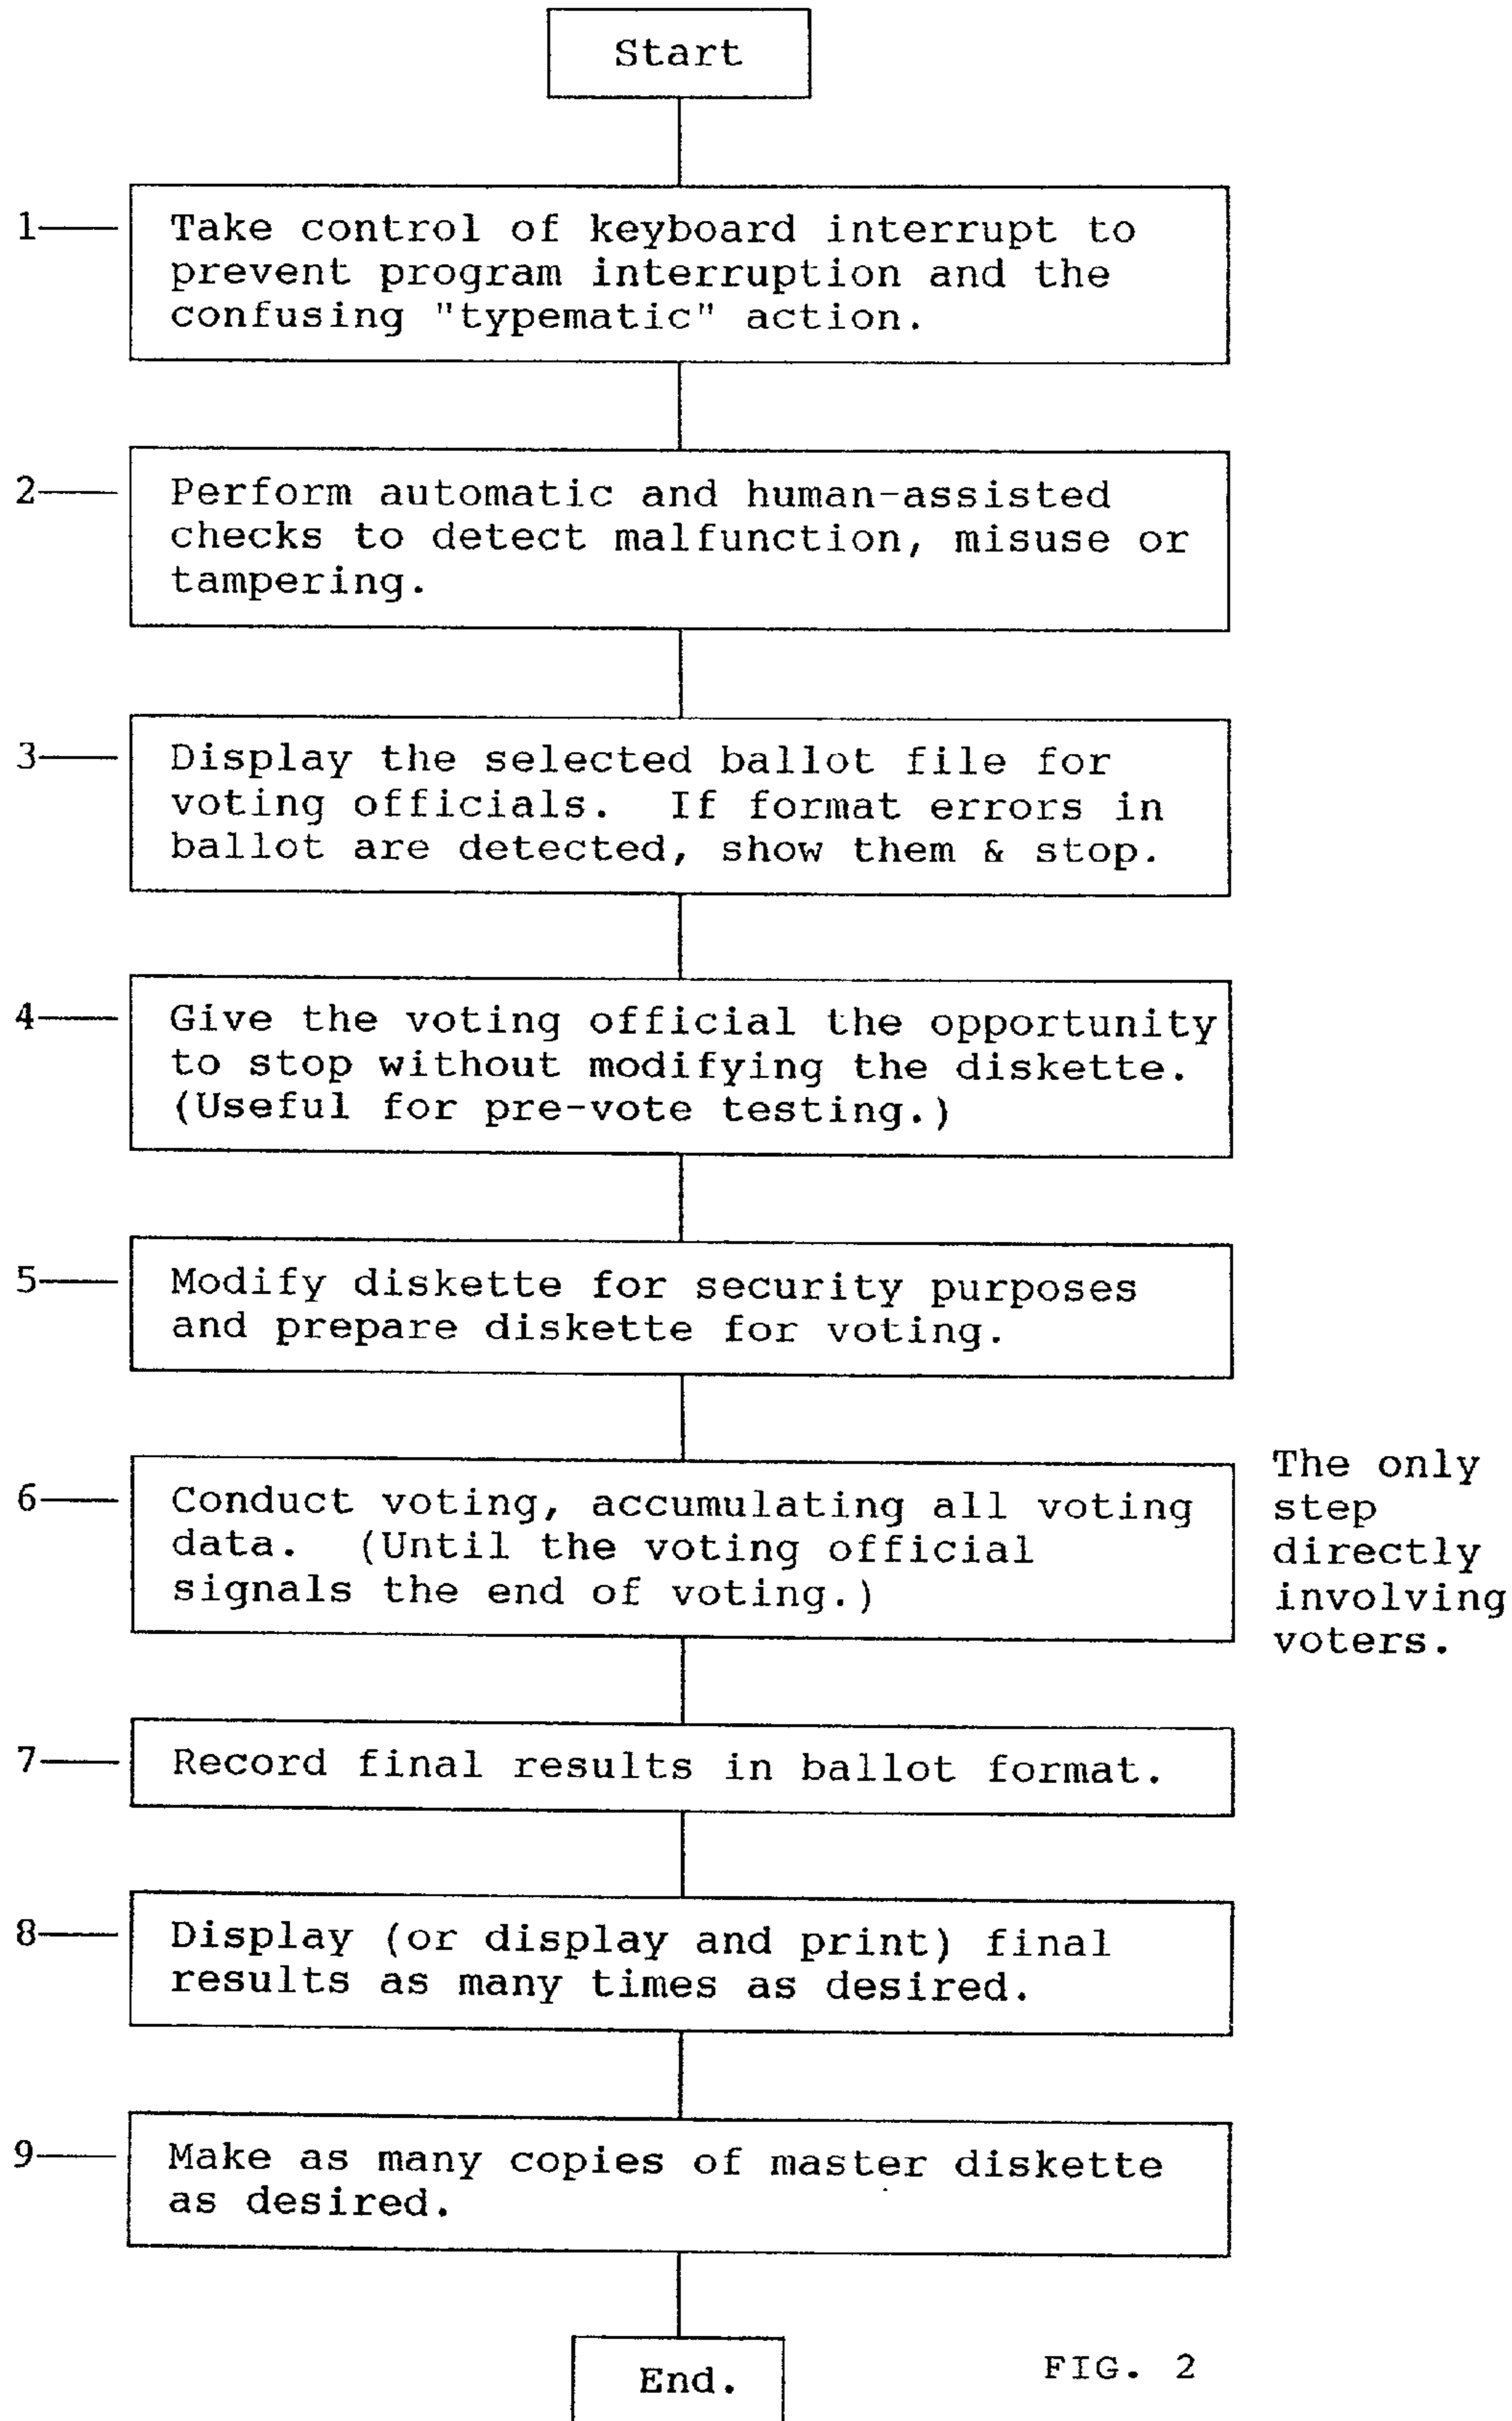 Start
1
Take control of keyboard interrupt to
prevent program interruption and the
confusing "typematic" action.
2
Perform automatic and human-assisted
checks to detect malfunction, misuse or
tampering.
3
Display the selected ballot file for
voting officials.  If format errors in
ballot are detected, show them & stop.
4
Give the voting official the opportunity
to stop without modifying the diskette.
(Useful for pre-vote testing.)
5
Modify diskette for security purposes
and prepare diskette for voting.
6
Conduct voting, accumulating all voting
data.  (Until the voting official
signals the end of voting.)
The only
step
directly
involving
voters.
7
Record final results in ballot format.
8
Display (or display and print) final
results as many times as desired.
9
Make as many copies of master diskette
as desired.
End.
FIG. 2